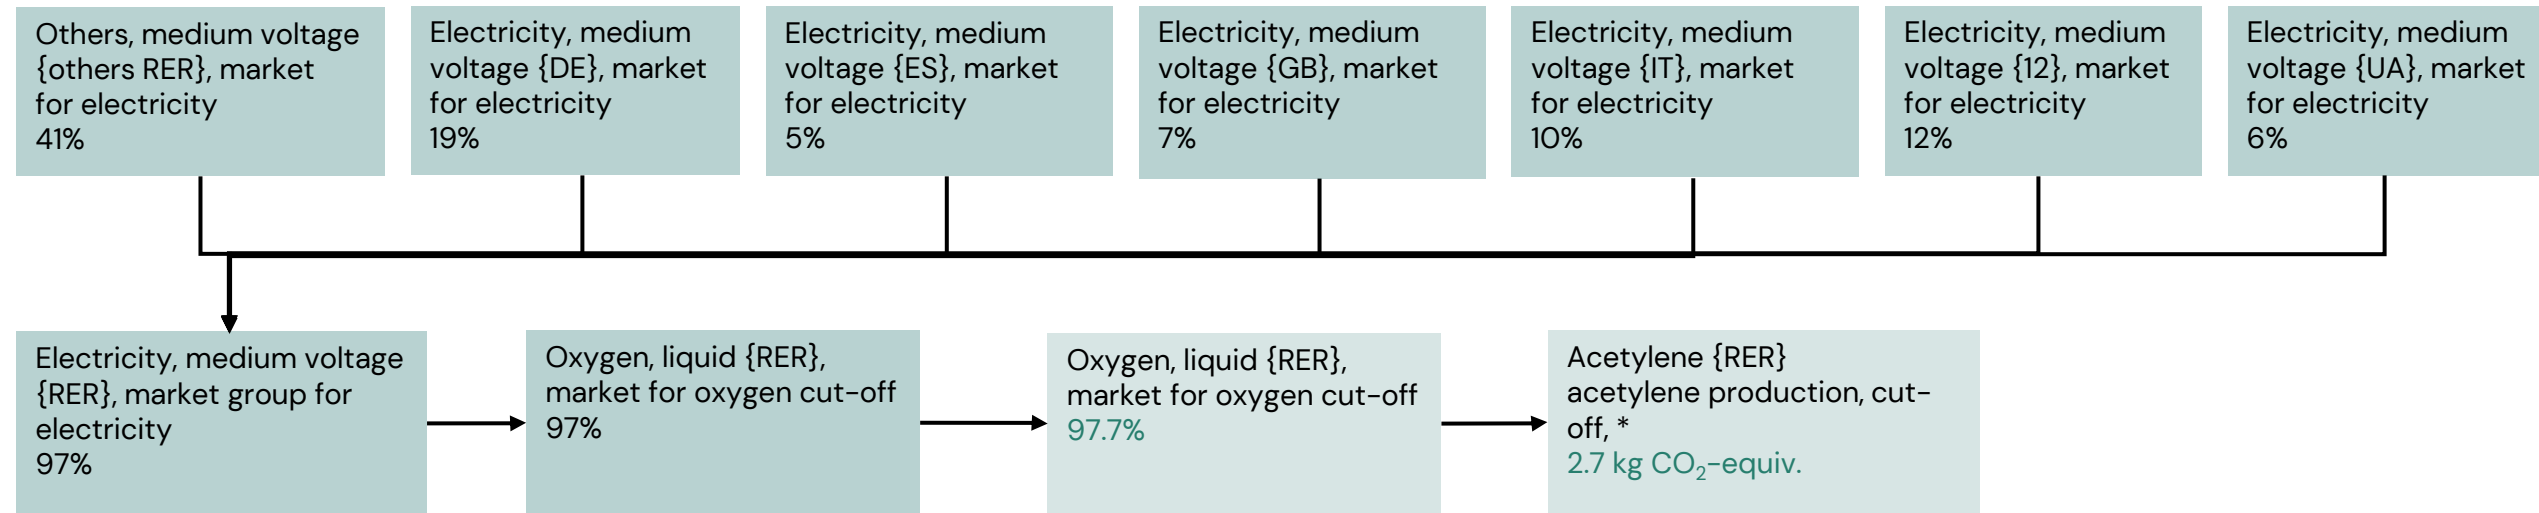 Others, medium voltage
{others RER}, market
for electricity
41%
Electricity, medium
voltage {DE}, market
for electricity
19%
Electricity, medium
voltage {ES}, market
for electricity
5%
Electricity, medium
voltage {GB}, market
for electricity
7%
Electricity, medium
voltage {IT}, market
for electricity
10%
Electricity, medium
voltage {12}, market
for electricity
12%
Electricity, medium
voltage {UA}, market
for electricity
6%
Electricity, medium voltage
{RER}, market group for
electricity
97%
Oxygen, liquid {RER},
market for oxygen cut-off
97%
Oxygen, liquid {RER},
market for oxygen cut-off
97.7%
Acetylene {RER}
acetylene production, cut-
off, *
2.7 kg CO₂-equiv.